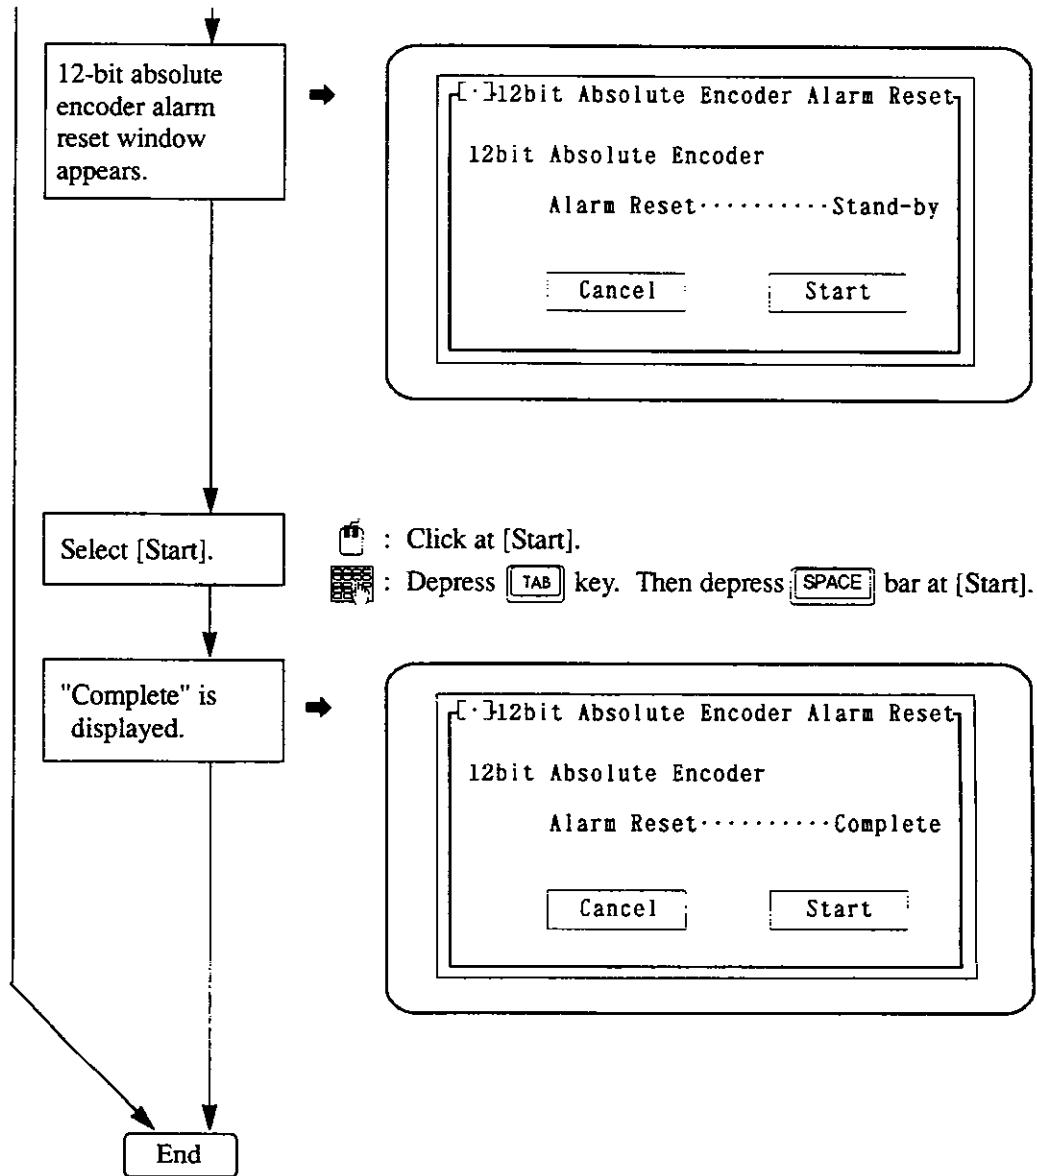 12-bit absolute
encoder alarm
reset window
appears.
[·]12bit Absolute Encoder Alarm Reset
12bit Absolute Encoder
Alarm Reset··········Stand-by
Cancel Start
Select [Start].
: Click at [Start].
: Depress TAB key. Then depress SPACE bar at [Start].
"Complete" is
displayed.
[·]12bit Absolute Encoder Alarm Reset
12bit Absolute Encoder
Alarm Reset··········Complete
Cancel Start
End